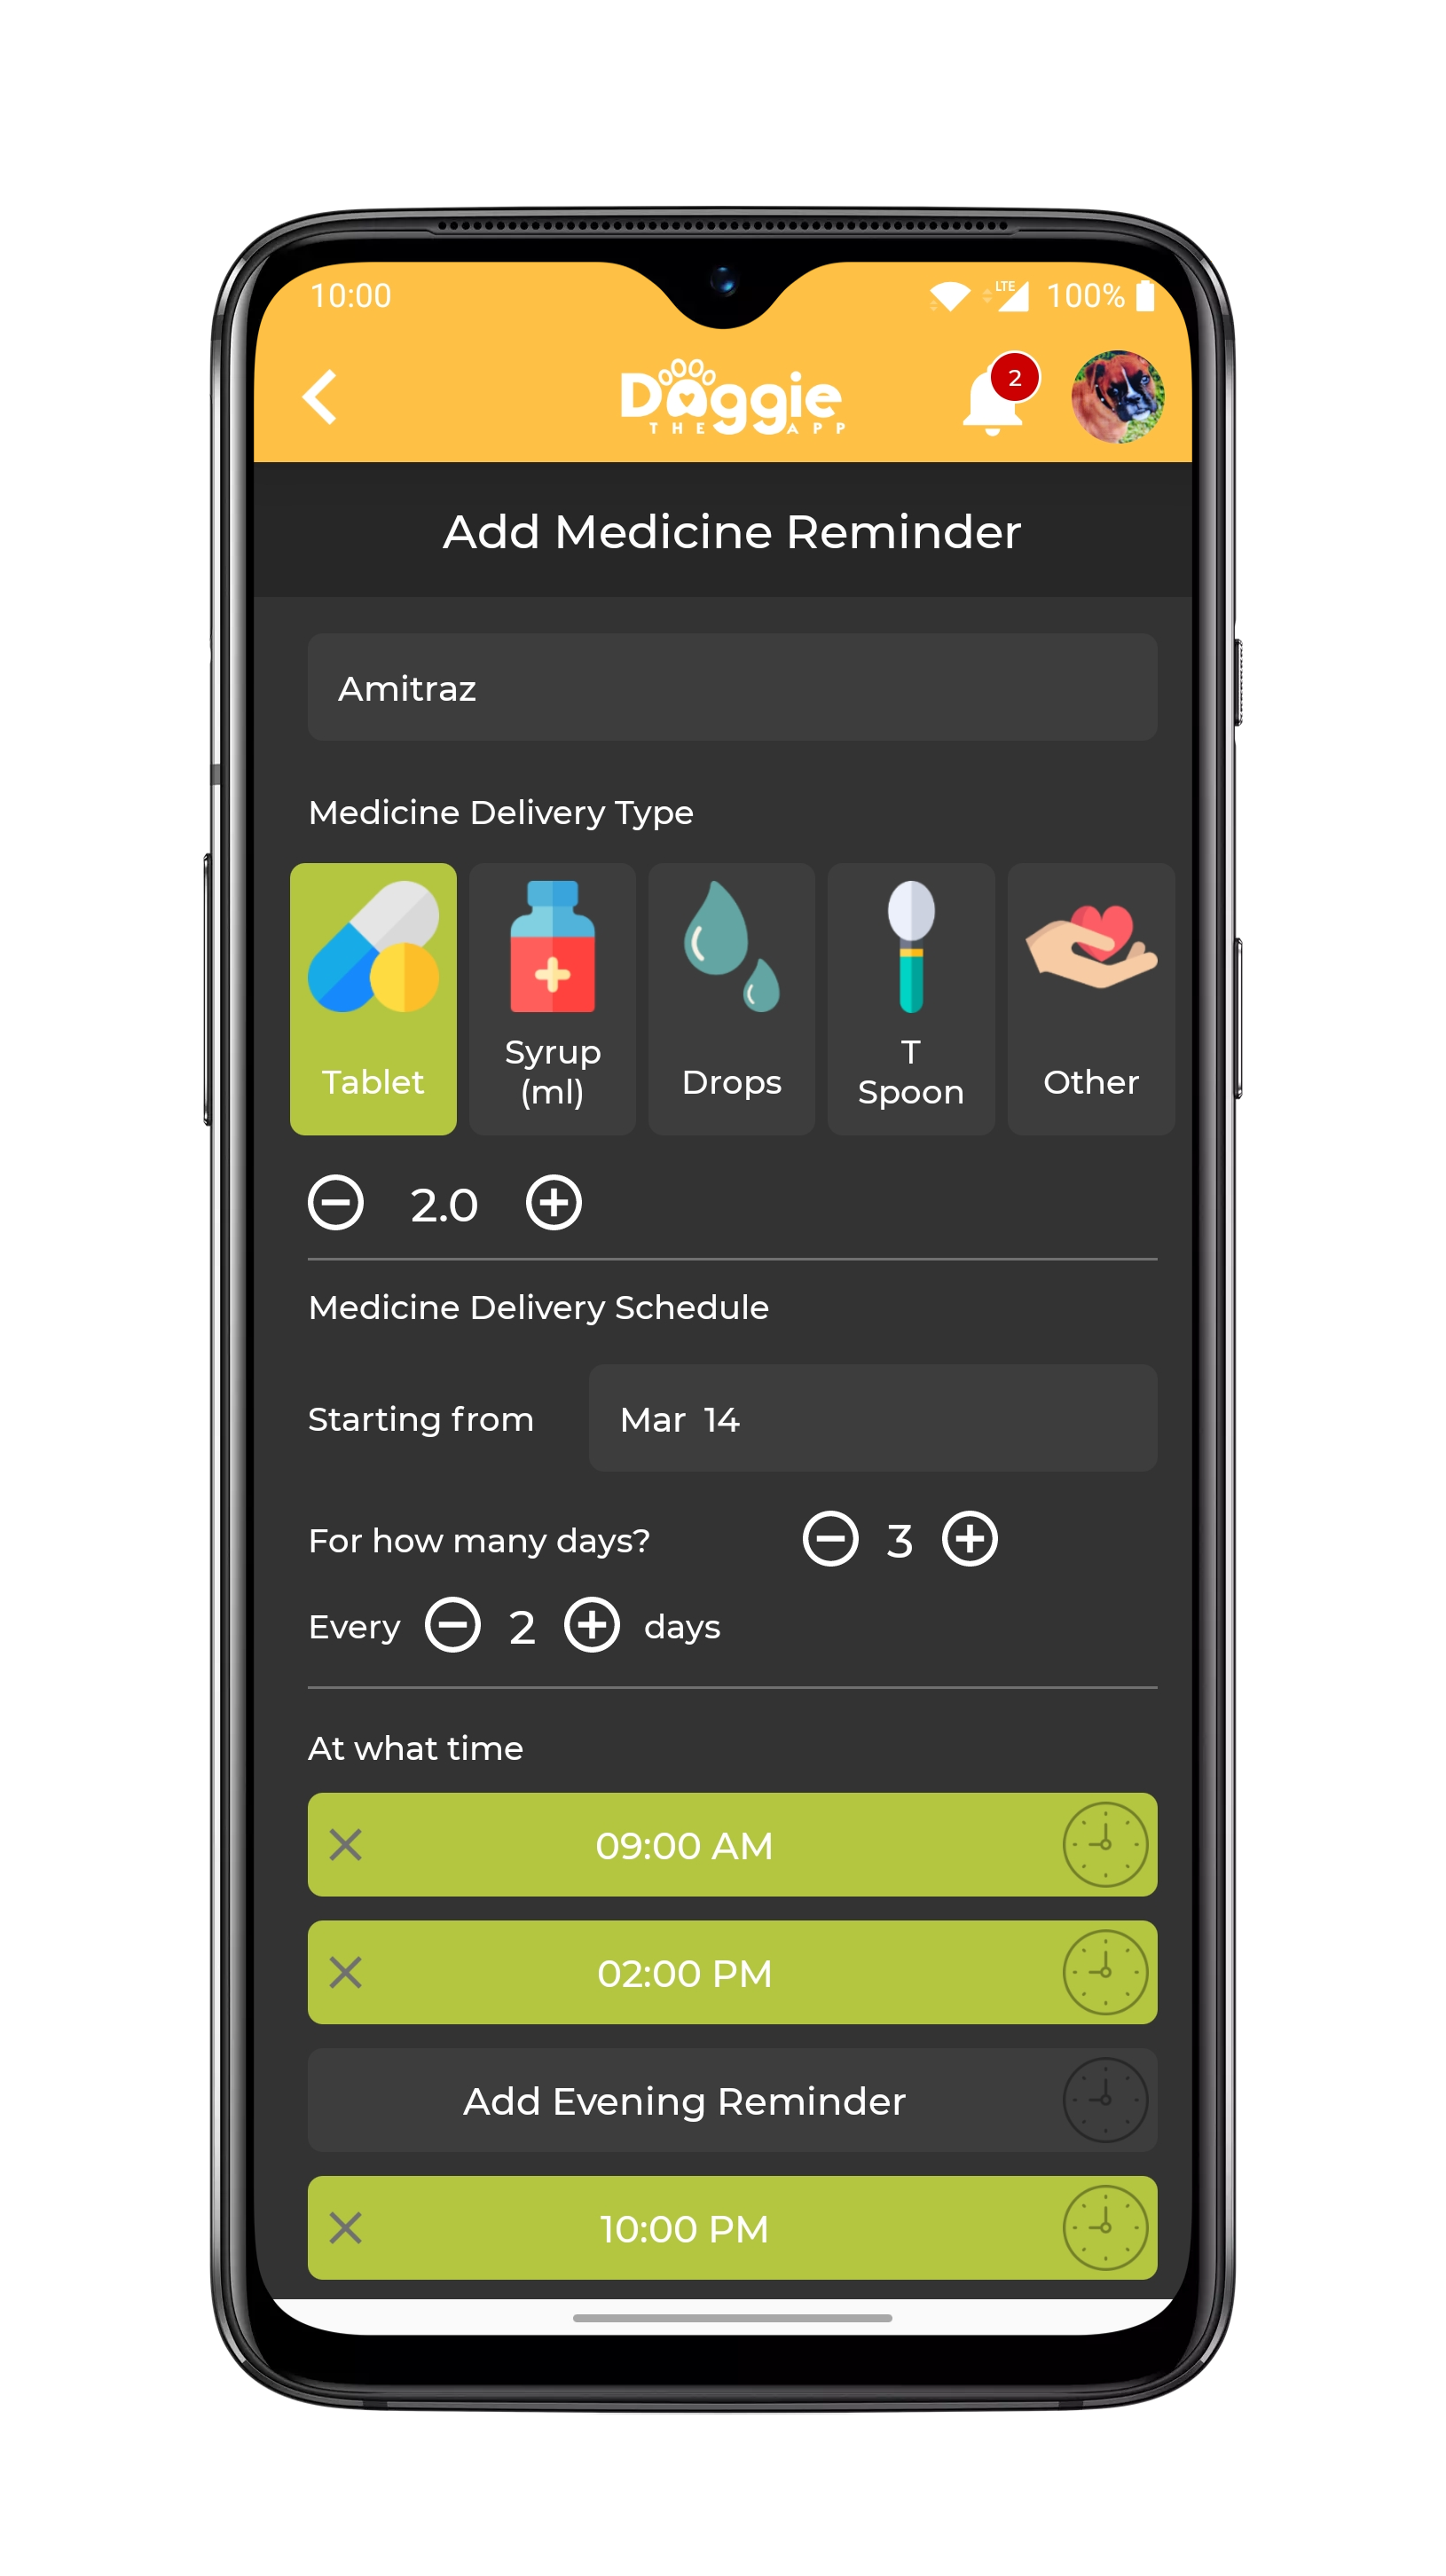 10:00
LTE
100%
Doggie
THE APP
2
Add Medicine Reminder
Amitraz
Medicine Delivery Type
Tablet
Syrup
(ml)
Drops
T
Spoon
Other
2.0
Medicine Delivery Schedule
Starting from
Mar 14
For how many days?
3
Every 2 days
At what time
09:00 AM
02:00 PM
Add Evening Reminder
10:00 PM